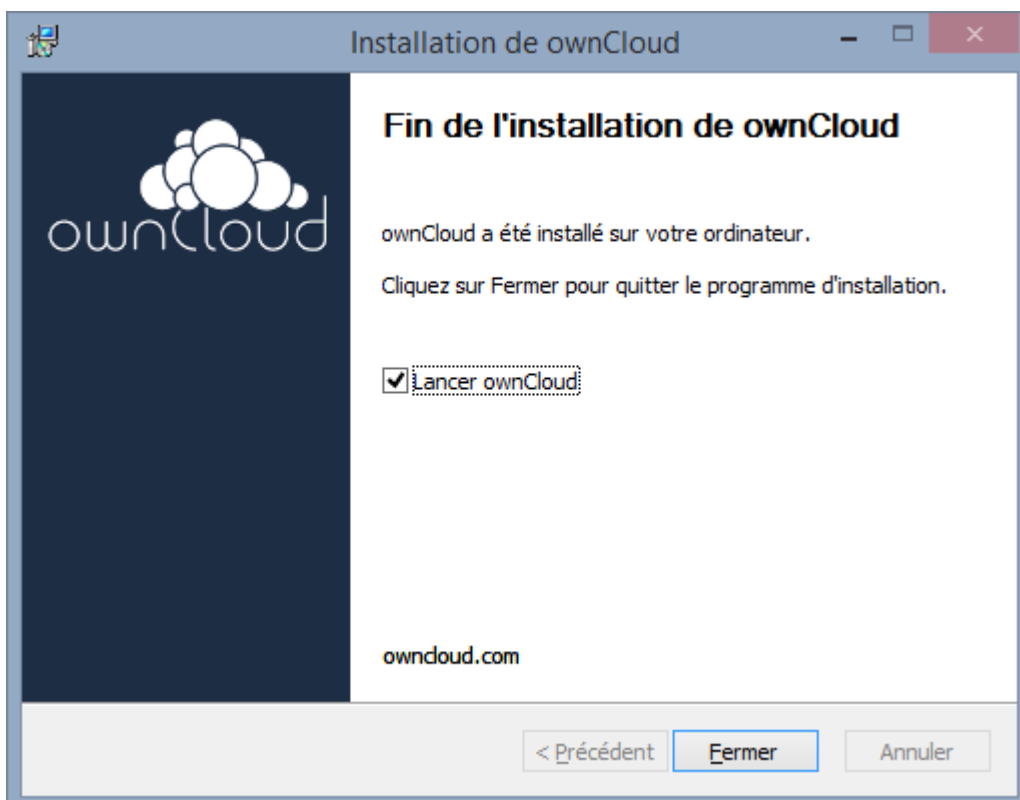 Installation de ownCloud
ownCloud
Fin de l'installation de ownCloud
ownCloud a été installé sur votre ordinateur.
Cliquez sur Fermer pour quitter le programme d'installation.
Lancer ownCloud
owncloud.com
< Précédent
Fermer
Annuler